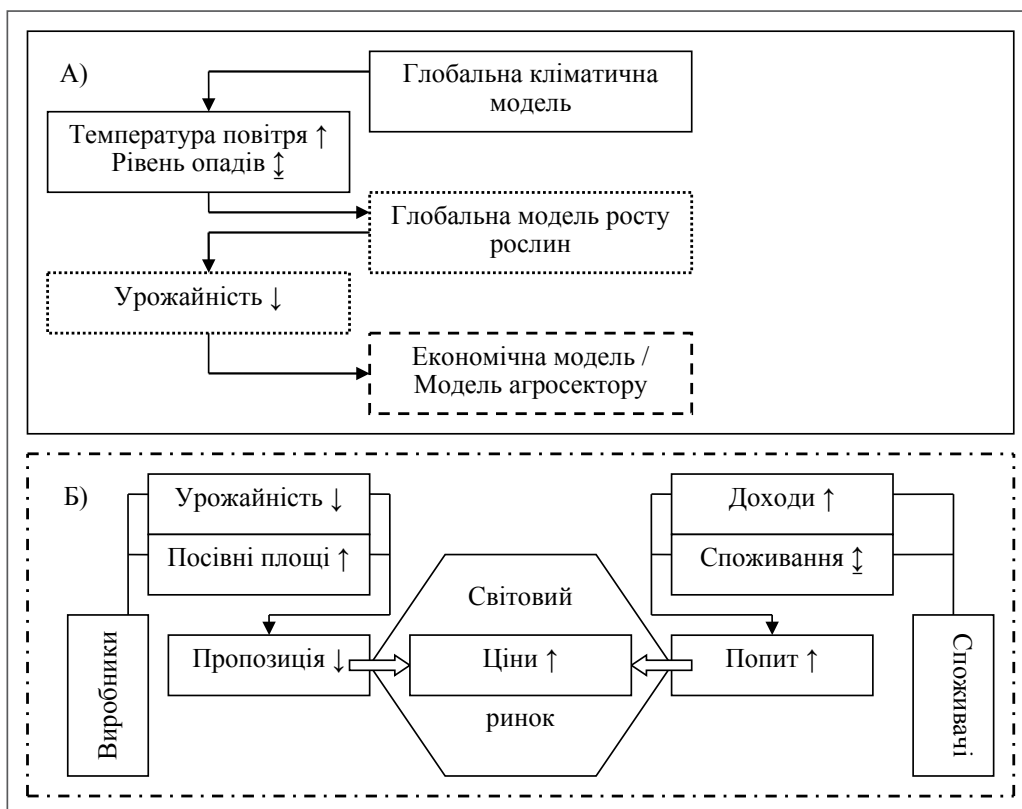 А)
Глобальна кліматична
модель
Температура повітря ↑
Рівень опадів ↨
Глобальна модель росту
рослин
Урожайність ↓
Економічна модель /
Модель агросектору
Б)
Урожайність ↓
Посівні площі ↑
Доходи ↑
Споживання ↨
Світовий
Виробники
Пропозиція ↓
Ціни ↑
Попит ↑
Споживачі
ринок